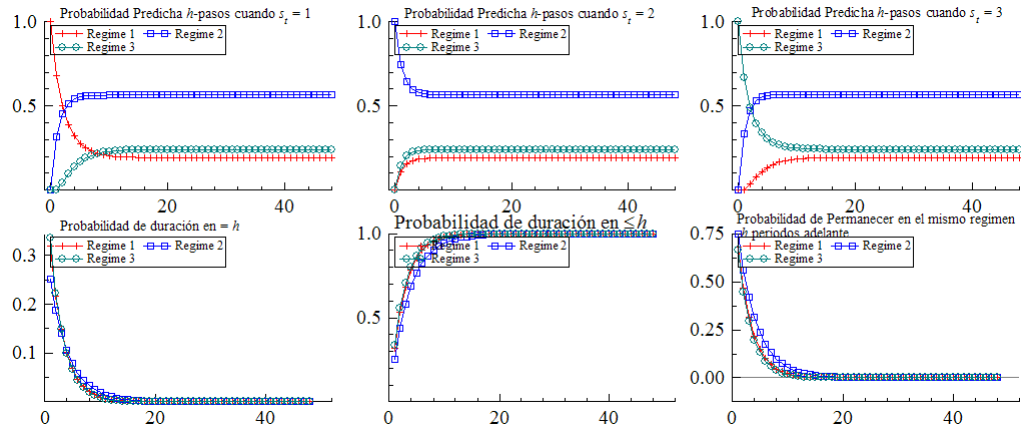 Probabilidad Predicha h-pasos cuando s_t = 1
Regime 1 Regime 2
Regime 3
1.0
0.5
0 20 40
Probabilidad Predicha h-pasos cuando s_t = 2
Regime 1 Regime 2
Regime 3
1.0
0.5
0 20 40
Probabilidad Predicha h-pasos cuando s_t = 3
Regime 1 Regime 2
Regime 3
1.0
0.5
0 20 40
Probabilidad de duración en = h
Regime 1 Regime 2
Regime 3
0.3
0.2
0.1
0 20 40
Probabilidad de duración en ≤ h
Regime 1 Regime 2
Regime 3
1.0
0.5
0 20 40
Probabilidad de Permanecer en el mismo regimen
h periodos adelante
Regime 1 Regime 2
Regime 3
0.75
0.50
0.25
0.00
0 20 40